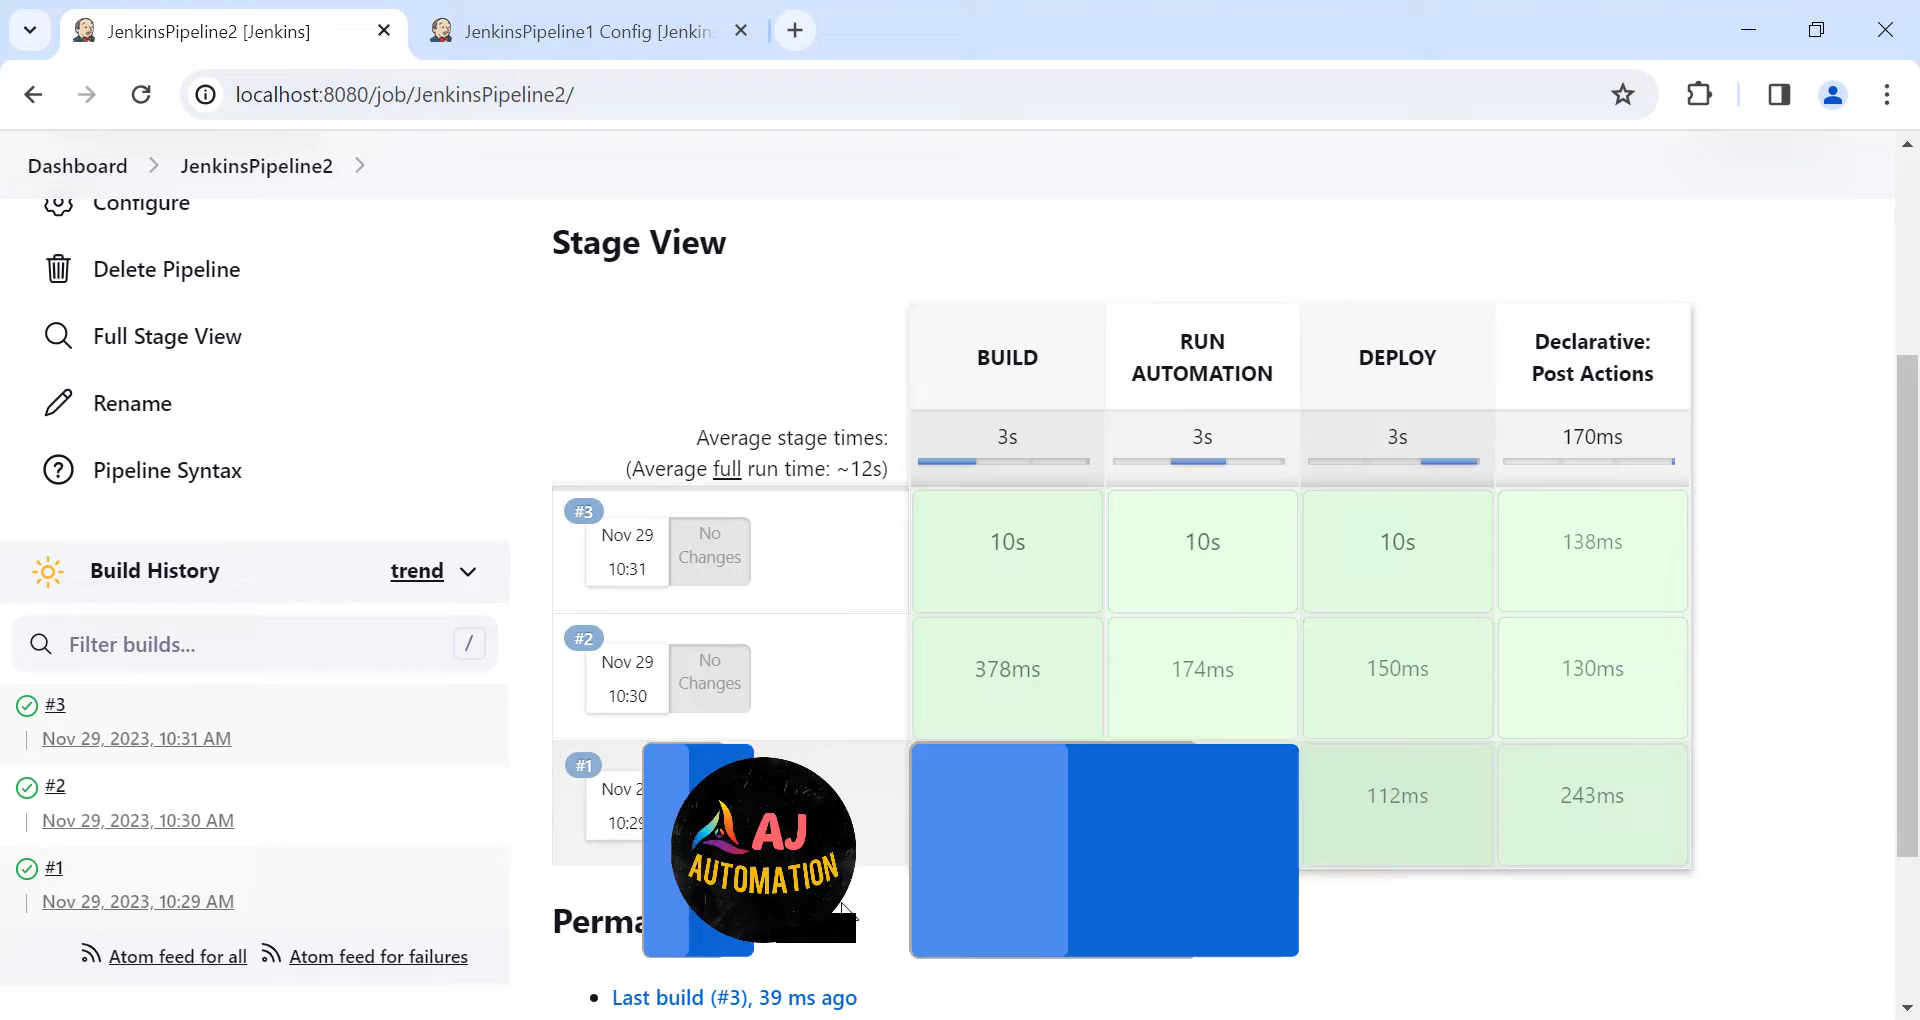 JenkinsPipeline2 [Jenkins]
JenkinsPipeline1 Config [Jenkin
localhost:8080/job/JenkinsPipeline2/
Dashboard
JenkinsPipeline2
Configure
Delete Pipeline
Full Stage View
Rename
Pipeline Syntax
Build History
trend
Filter builds...
/
#3
Nov 29, 2023, 10:31 AM
#2
Nov 29, 2023, 10:30 AM
#1
Nov 29, 2023, 10:29 AM
Atom feed for all
Atom feed for failures
Stage View
BUILD
RUN
AUTOMATION
DEPLOY
Declarative:
Post Actions
Average stage times:
(Average full run time: ~12s)
3s
3s
3s
170ms
#3
Nov 29
10:31
No
Changes
10s
10s
10s
138ms
#2
Nov 29
10:30
No
Changes
378ms
174ms
150ms
130ms
#1
Nov 2
10:29
112ms
243ms
AJ
AUTOMATION
Perma
Last build (#3), 39 ms ago